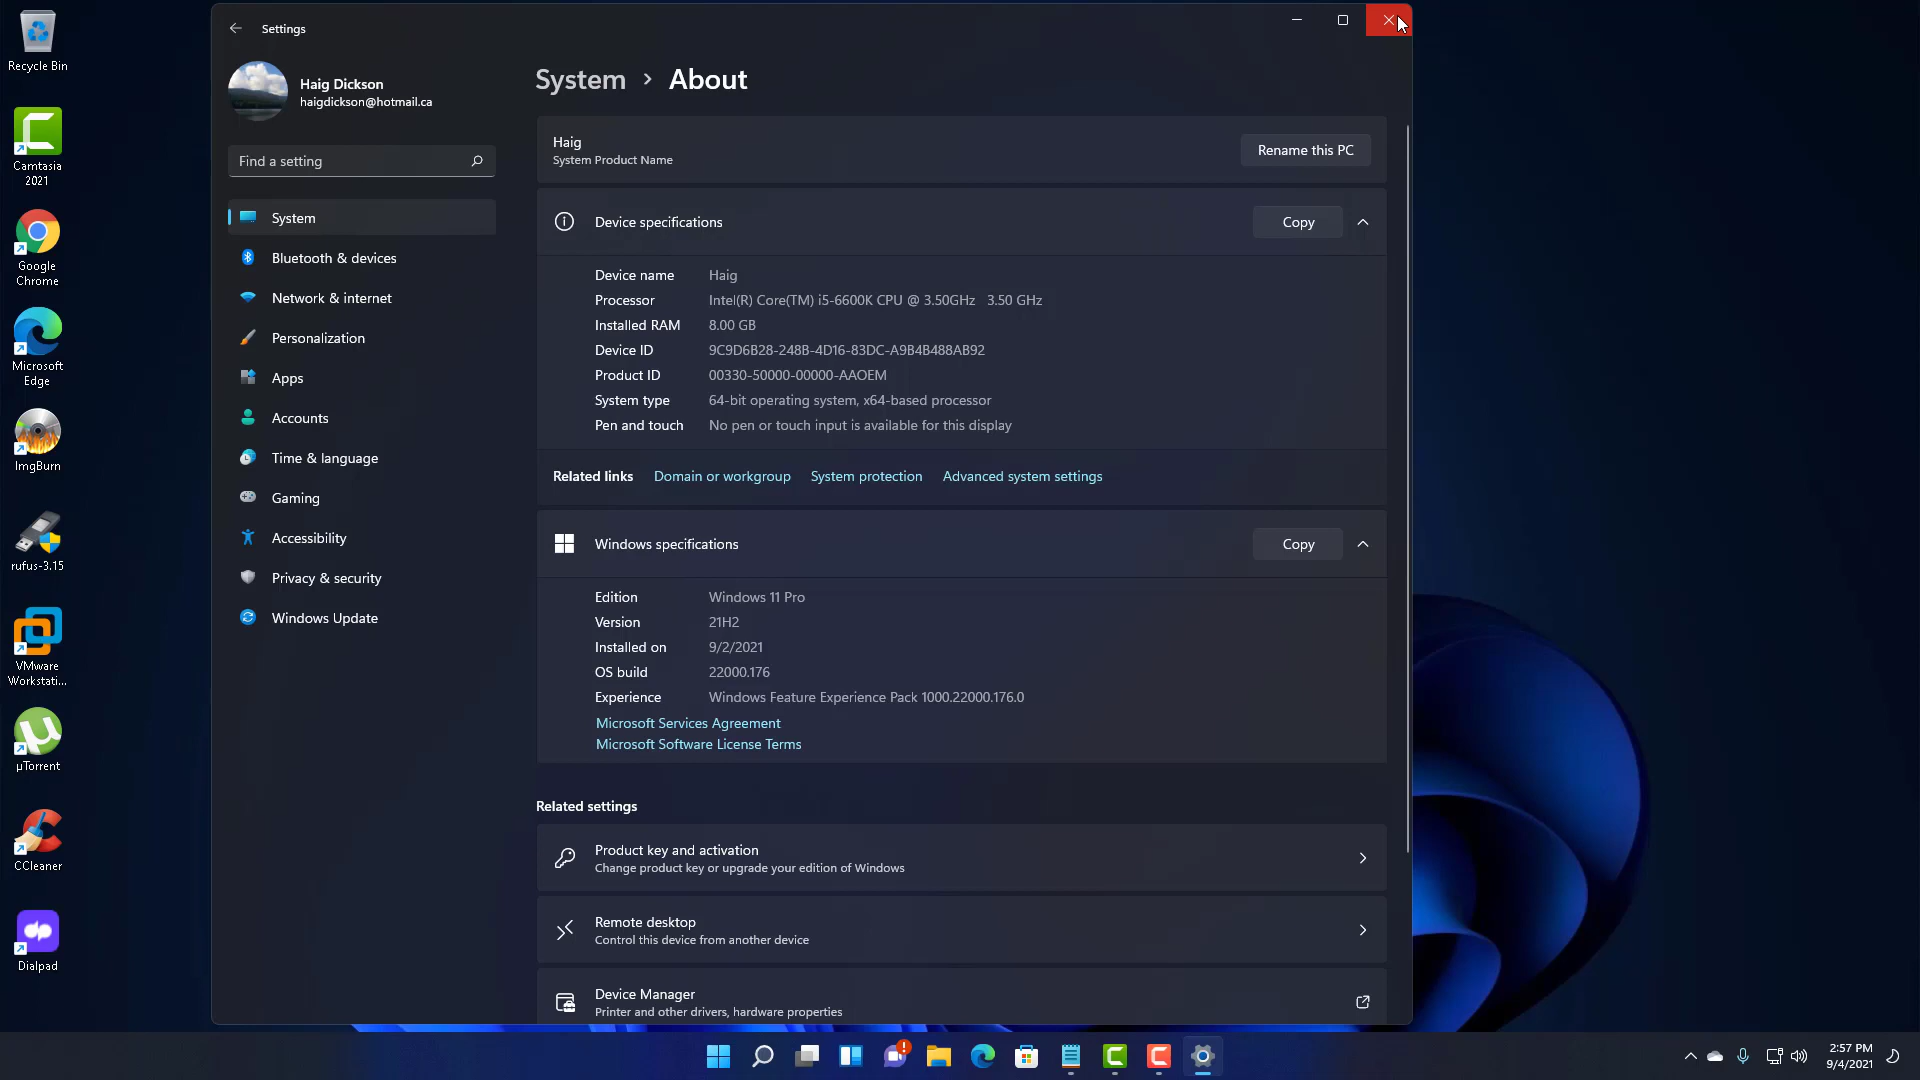 Recycle Bin
Camtasia
2021
Google
Chrome
Microsoft
Edge
ImgBurn
rufus-3.15
VMware
Workstati...
µTorrent
CCleaner
Dialpad
Settings
Haig Dickson
haigdickson@hotmail.ca
Find a setting
System
Bluetooth & devices
Network & internet
Personalization
Apps
Accounts
Time & language
Gaming
Accessibility
Privacy & security
Windows Update
System > About
Haig
System Product Name
Rename this PC
Device specifications
Copy
Device name Haig
Processor Intel(R) Core(TM) i5-6600K CPU @ 3.50GHz 3.50 GHz
Installed RAM 8.00 GB
Device ID 9C9D6B28-248B-4D16-83DC-A9B4B488AB92
Product ID 00330-50000-00000-AAOEM
System type 64-bit operating system, x64-based processor
Pen and touch No pen or touch input is available for this display
Related links Domain or workgroup System protection Advanced system settings
Windows specifications
Copy
Edition Windows 11 Pro
Version 21H2
Installed on 9/2/2021
OS build 22000.176
Experience Windows Feature Experience Pack 1000.22000.176.0
Microsoft Services Agreement
Microsoft Software License Terms
Related settings
Product key and activation
Change product key or upgrade your edition of Windows
Remote desktop
Control this device from another device
Device Manager
Printer and other drivers, hardware properties
2:57 PM
9/4/2021